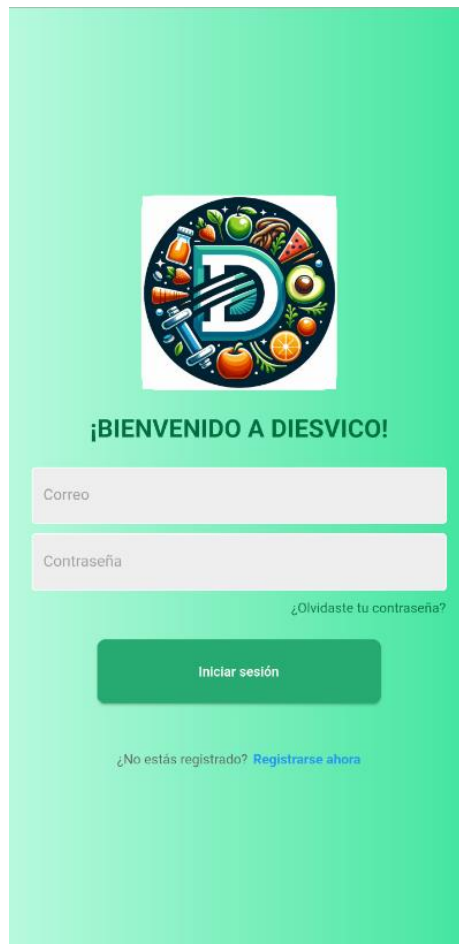 D
¡BIENVENIDO A DIESVICO!
Correo
Contraseña
¿Olvidaste tu contraseña?
Iniciar sesión
¿No estás registrado? Registrarse ahora